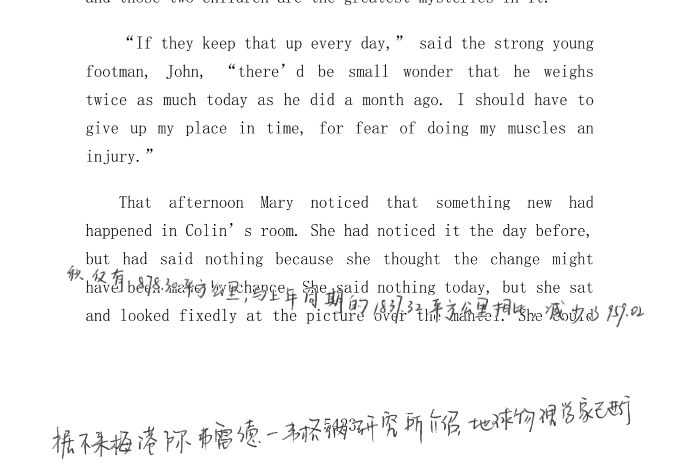 and those two children are the greatest mysteries in it.
“If they keep that up every day,” said the strong young
footman, John, “there’d be small wonder that he weighs
twice as much today as he did a month ago. I should have to
give up my place in time, for fear of doing my muscles an
injury.”
That afternoon Mary noticed that something new had
happened in Colin’s room. She had noticed it the day before,
but had said nothing because she thought the change might
have been made by chance. She said nothing today, but she sat
and looked fixedly at the picture over the mantel. She could
积仅有878.30平方公里,与上年同期的1837.32平方公里相比,减少了959.02
据不来梅港阿弗雷德-韦格纳研究所介绍,地球物理学家已断